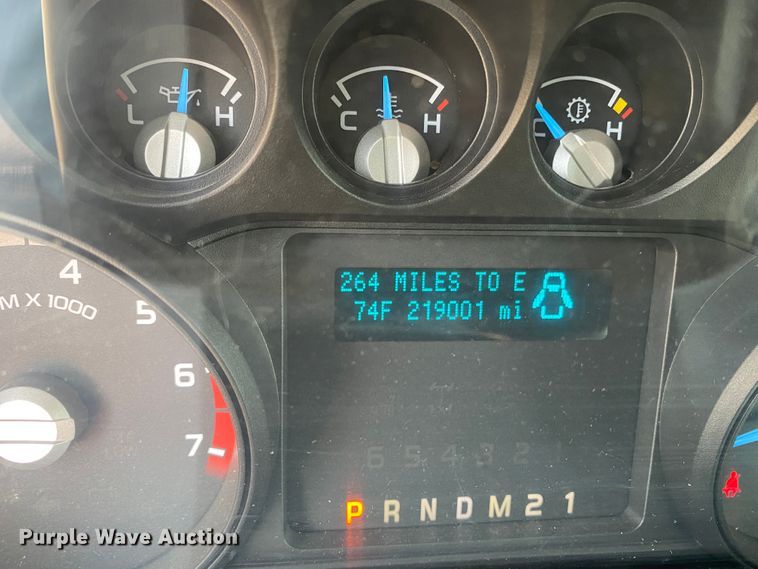 L H
C H
C H
4
M X 1000
5
6
7
264 MILES TO E
74F 219001 mi
6 5 4 3 2 1
P R N D M 2 1
Purple Wave Auction